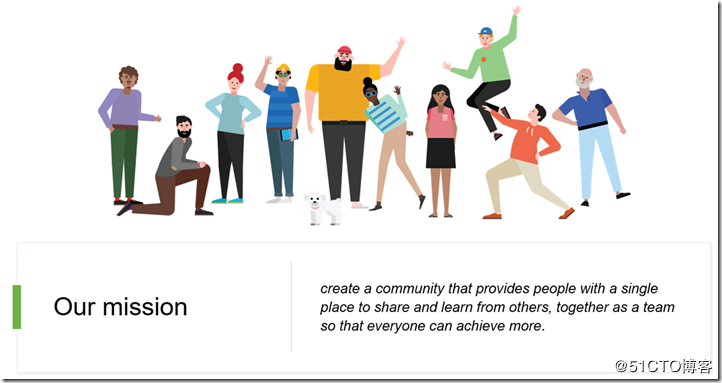 Our mission
create a community that provides people with a single
place to share and learn from others, together as a team
so that everyone can achieve more.
@51CTO博客